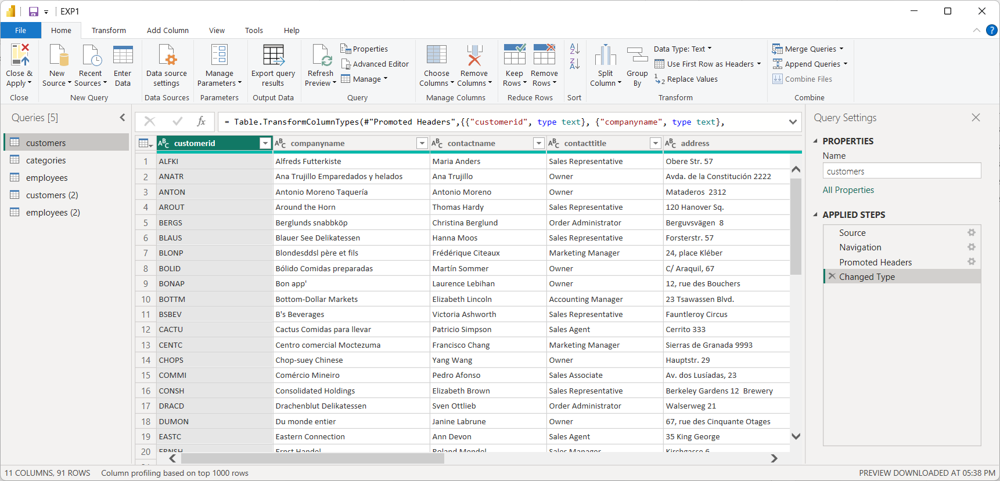 EXP1
File Home Transform Add Column View Tools Help
Close & Apply
New Source
Recent Sources
Enter Data
Data source settings
Manage Parameters
Export query results
Refresh Preview
Properties
Advanced Editor
Manage
Choose Columns
Remove Columns
Keep Rows
Remove Rows
Split Column
Group By
Data Type: Text
Use First Row as Headers
Replace Values
Merge Queries
Append Queries
Combine Files
Close New Query Data Sources Parameters Output Data Query Manage Columns Reduce Rows Sort Transform Combine
Queries [5]
customers
categories
employees
customers (2)
employees (2)
fx = Table.TransformColumnTypes(#"Promoted Headers",{{"customerid", type text}, {"companyname", type text},
customerid companyname contactname contacttitle address
1 ALFKI Alfreds Futterkiste Maria Anders Sales Representative Obere Str. 57
2 ANATR Ana Trujillo Emparedados y helados Ana Trujillo Owner Avda. de la Constitución 2222
3 ANTON Antonio Moreno Taquería Antonio Moreno Owner Mataderos  2312
4 AROUT Around the Horn Thomas Hardy Sales Representative 120 Hanover Sq.
5 BERGS Berglunds snabbköp Christina Berglund Order Administrator Berguvsvägen  8
6 BLAUS Blauer See Delikatessen Hanna Moos Sales Representative Forsterstr. 57
7 BLONP Blondesddsl père et fils Frédérique Citeaux Marketing Manager 24, place Kléber
8 BOLID Bólido Comidas preparadas Martín Sommer Owner C/ Araquil, 67
9 BONAP Bon app' Laurence Lebihan Owner 12, rue des Bouchers
10 BOTTM Bottom-Dollar Markets Elizabeth Lincoln Accounting Manager 23 Tsawassen Blvd.
11 BSBEV B's Beverages Victoria Ashworth Sales Representative Fauntleroy Circus
12 CACTU Cactus Comidas para llevar Patricio Simpson Sales Agent Cerrito 333
13 CENTC Centro comercial Moctezuma Francisco Chang Marketing Manager Sierras de Granada 9993
14 CHOPS Chop-suey Chinese Yang Wang Owner Hauptstr. 29
15 COMMI Comércio Mineiro Pedro Afonso Sales Associate Av. dos Lusíadas, 23
16 CONSH Consolidated Holdings Elizabeth Brown Sales Representative Berkeley Gardens 12  Brewery
17 DRACD Drachenblut Delikatessen Sven Ottlieb Order Administrator Walserweg 21
18 DUMON Du monde entier Janine Labrune Owner 67, rue des Cinquante Otages
19 EASTC Eastern Connection Ann Devon Sales Agent 35 King George
20 ERNSH Ernst Handel Roland Mendel Sales Manager Kirchgasse 6
Query Settings
PROPERTIES
Name
customers
All Properties
APPLIED STEPS
Source
Navigation
Promoted Headers
Changed Type
11 COLUMNS, 91 ROWS Column profiling based on top 1000 rows PREVIEW DOWNLOADED AT 05:38 PM